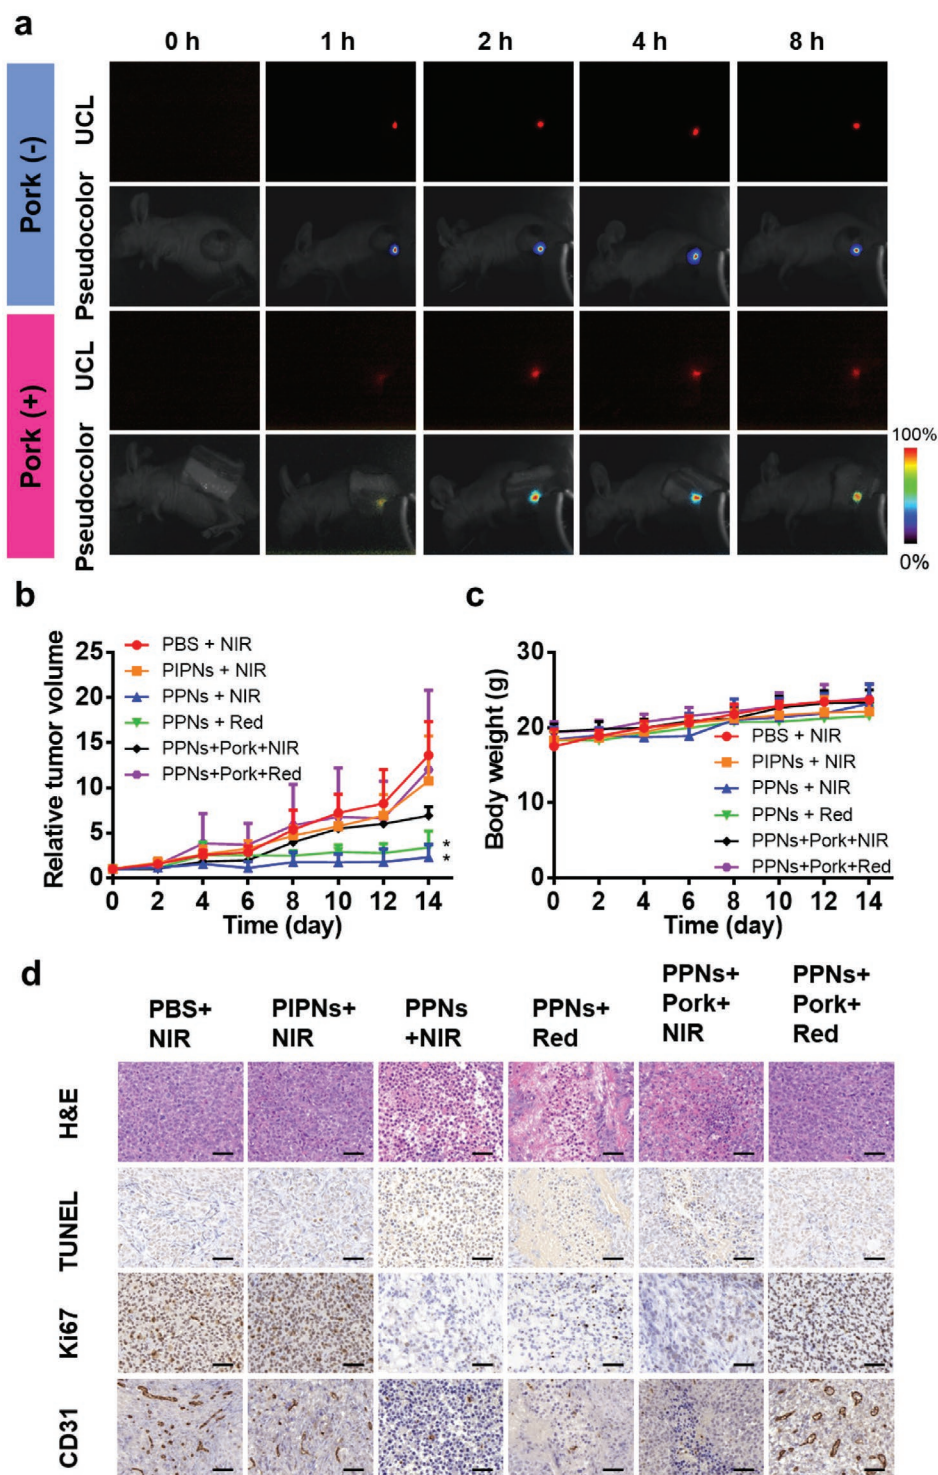 a
0 h 1 h 2 h 4 h 8 h
Pork (-)
UCL
Pseudocolor
Pork (+)
UCL
Pseudocolor
100%
0%
b
Relative tumor volume
25
20
15
10
5
0
PBS + NIR
PIPNs + NIR
PPNs + NIR
PPNs + Red
PPNs+Pork+NIR
PPNs+Pork+Red
*
*
0 2 4 6 8 10 12 14
Time (day)
c
Body weight (g)
30
20
10
0
PBS + NIR
PIPNs + NIR
PPNs + NIR
PPNs + Red
PPNs+Pork+NIR
PPNs+Pork+Red
0 2 4 6 8 10 12 14
Time (day)
d
PBS+
NIR
PIPNs+
NIR
PPNs
+NIR
PPNs+
Red
PPNs+
Pork+
NIR
PPNs+
Pork+
Red
H&E
TUNEL
Ki67
CD31